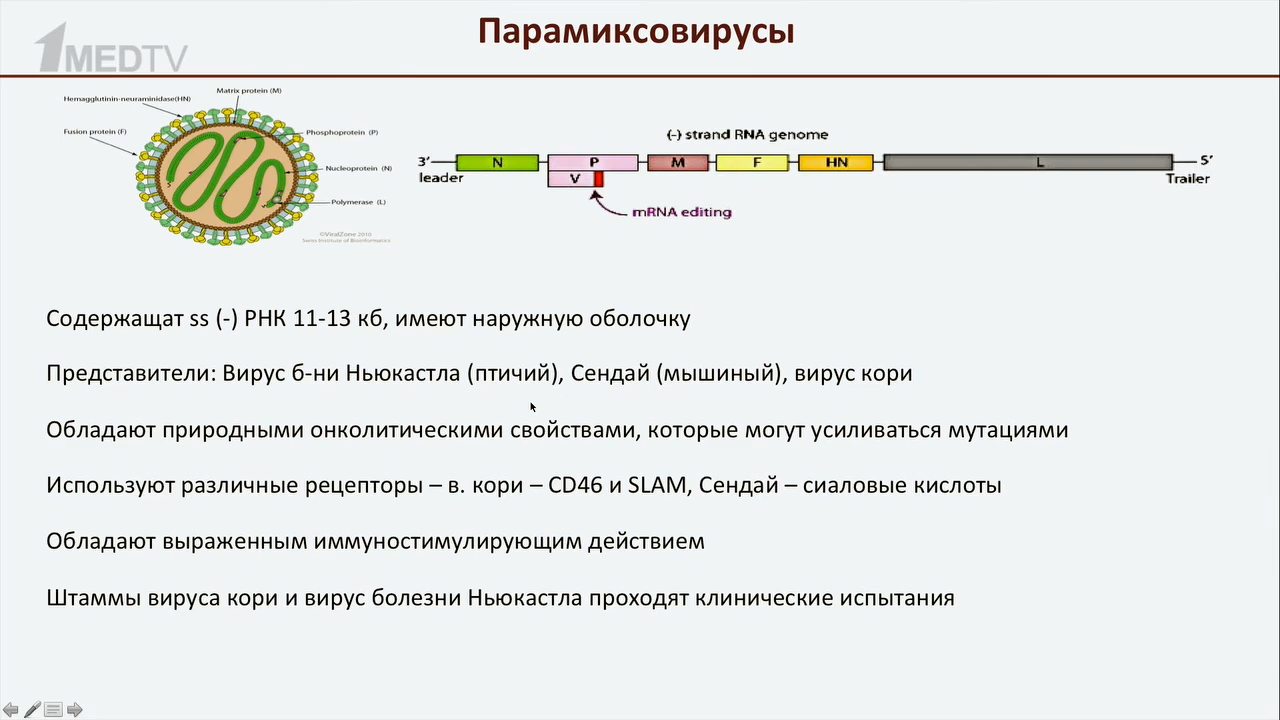 Парамиксовирусы
1MEDTV
Matrix protein (M)
Hemagglutinin-neuraminidase(HN)
Fusion protein (F)
Phosphoprotein (P)
Nucleoprotein (N)
Polymerase (L)
©ViralZone 2010
Swiss Institute of Bioinformatics
(-) strand RNA genome
3′ N P M F HN L 5′
leader V Trailer
mRNA editing
Содержащат ss (-) РНК 11-13 кб, имеют наружную оболочку
Представители: Вирус б-ни Ньюкастла (птичий), Сендай (мышиный), вирус кори
Обладают природными онколитическими свойствами, которые могут усиливаться мутациями
Используют различные рецепторы – в. кори – CD46 и SLAM, Сендай – сиаловые кислоты
Обладают выраженным иммуностимулирующим действием
Штаммы вируса кори и вирус болезни Ньюкастла проходят клинические испытания